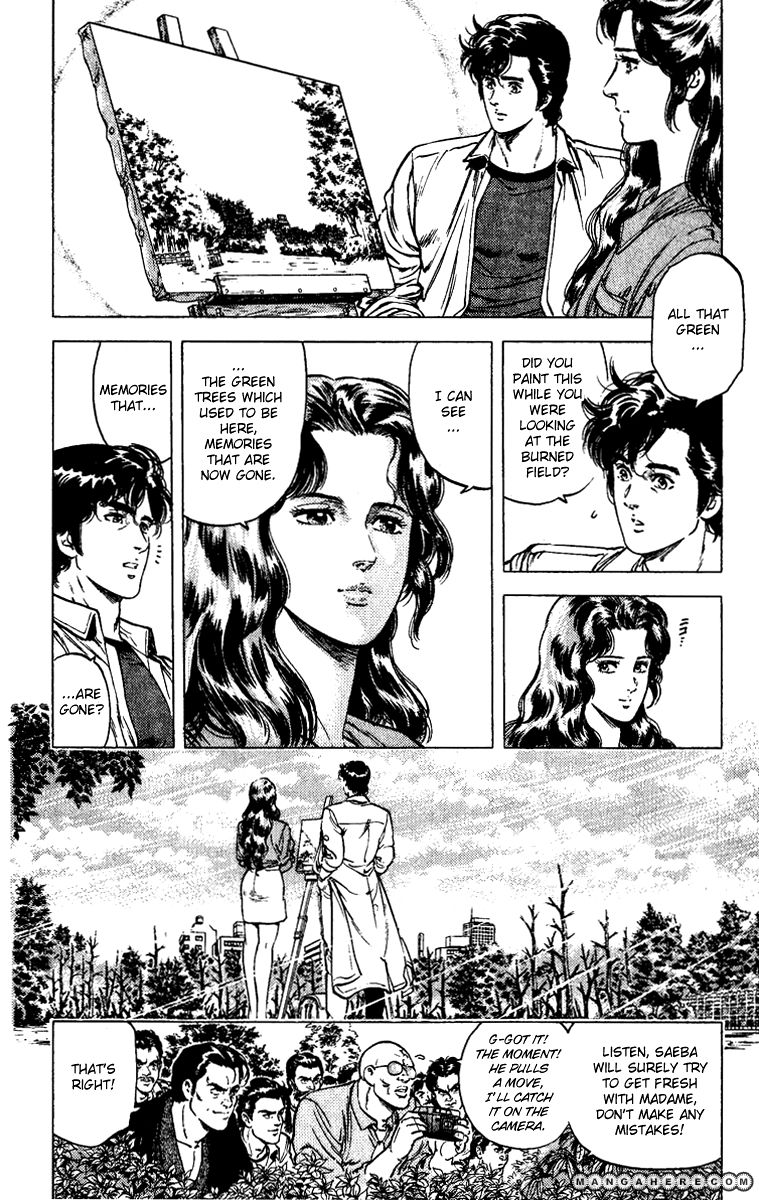 ALL THAT
GREEN
...
DID YOU
PAINT THIS
WHILE YOU
WERE
LOOKING
AT THE
BURNED
FIELD?
I CAN
SEE
...
...
THE GREEN
TREES WHICH
USED TO BE
HERE,
MEMORIES
THAT ARE
NOW GONE.
MEMORIES
THAT...
...ARE
GONE?
LISTEN, SAEBA
WILL SURELY TRY
TO GET FRESH
WITH MADAME,
DON'T MAKE ANY
MISTAKES!
G-GOT IT!
THE MOMENT!
HE PULLS
A MOVE,
I'LL CATCH
IT ON THE
CAMERA.
THAT'S
RIGHT!
MANGAHERE.COM